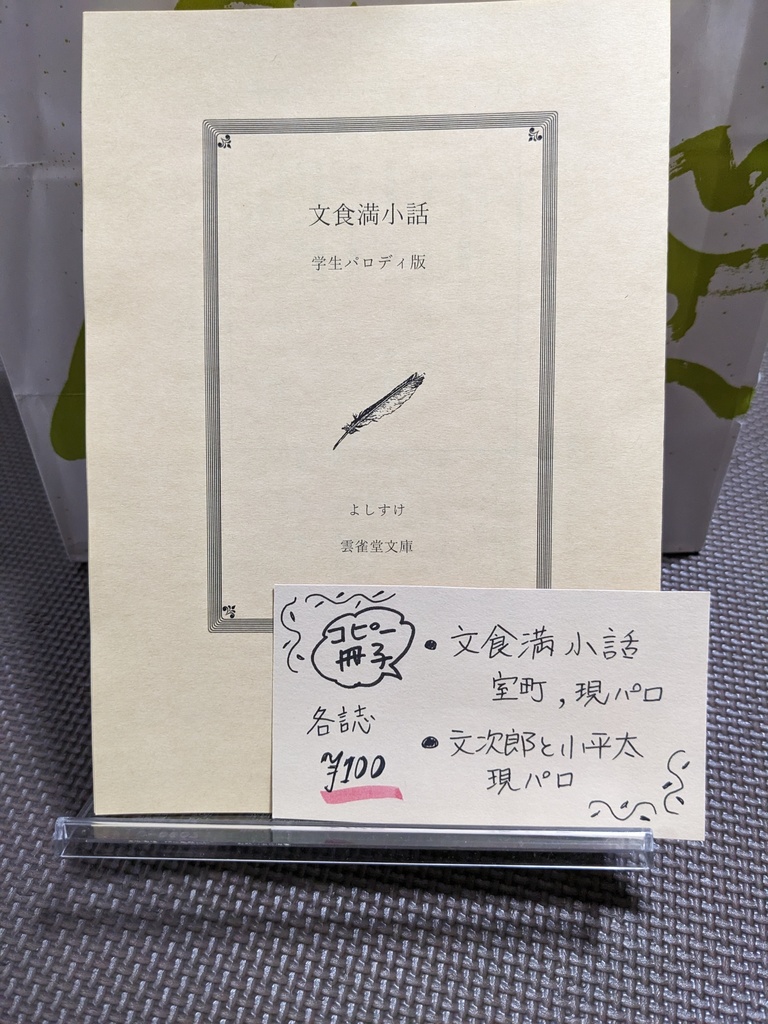 文食満小話
学生パロディ版
よしすけ
雲雀堂文庫
コピー
冊子
各誌
¥100
● 文食満小話
室町,現パロ
● 文次郎と小平太
現パロ